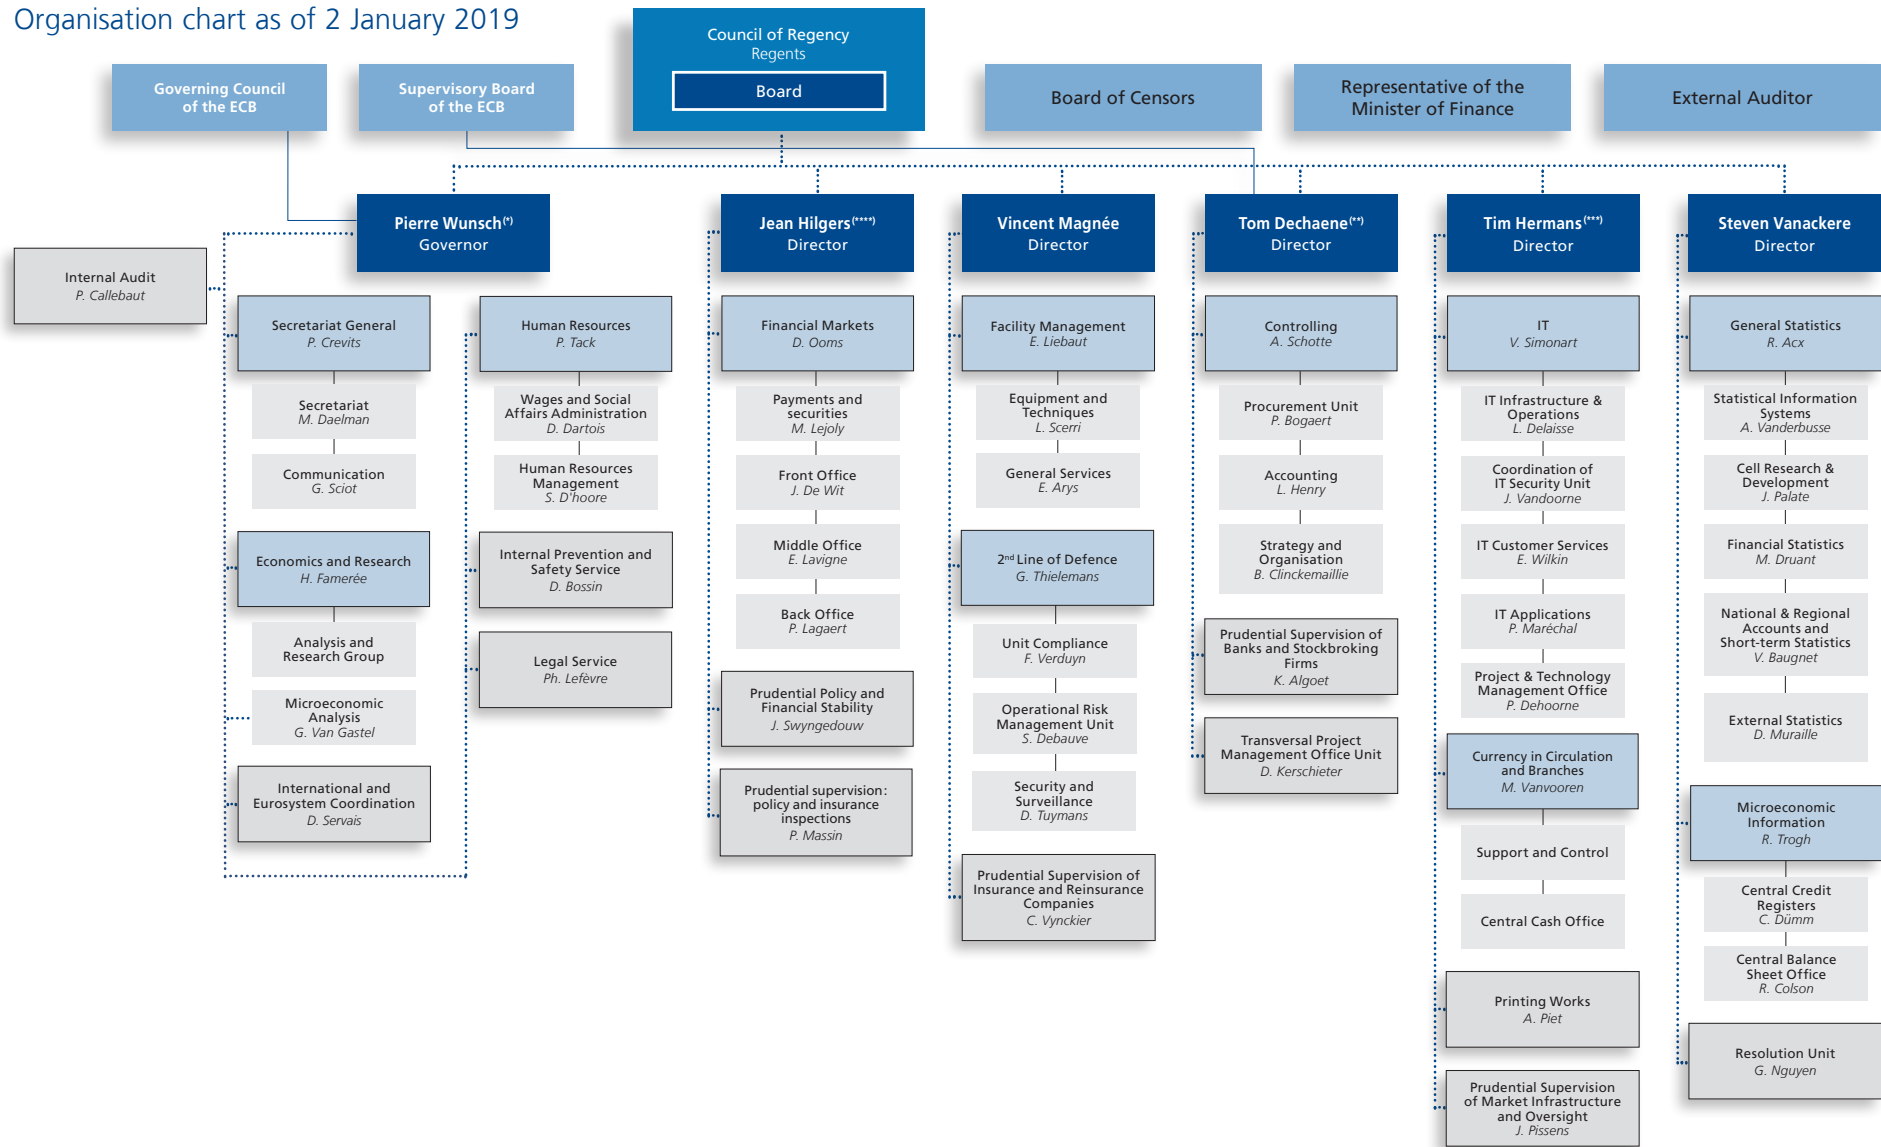 Organisation chart as of 2 January 2019
Council of Regency
Regents
Board
Governing Council
of the ECB
Supervisory Board
of the ECB
Board of Censors
Representative of the
Minister of Finance
External Auditor
Pierre Wunsch(*)
Governor
Jean Hilgers(****)
Director
Vincent Magnée
Director
Tom Dechaene(**)
Director
Tim Hermans(***)
Director
Steven Vanackere
Director
Internal Audit
P. Callebaut
Secretariat General
P. Crevits
Secretariat
M. Daelman
Communication
G. Sciot
Economics and Research
H. Famerée
Analysis and
Research Group
Microeconomic
Analysis
G. Van Gastel
International and
Eurosystem Coordination
D. Servais
Human Resources
P. Tack
Wages and Social
Affairs Administration
D. Dartois
Human Resources
Management
S. D'hoore
Internal Prevention and
Safety Service
D. Bossin
Legal Service
Ph. Lefèvre
Financial Markets
D. Ooms
Payments and
securities
M. Lejoly
Front Office
J. De Wit
Middle Office
E. Lavigne
Back Office
P. Lagaert
Prudential Policy and
Financial Stability
J. Swyngedouw
Prudential supervision:
policy and insurance
inspections
P. Massin
Facility Management
E. Liebaut
Equipment and
Techniques
L. Scerri
General Services
E. Arys
2nd Line of Defence
G. Thielemans
Unit Compliance
F. Verduyn
Operational Risk
Management Unit
S. Debauve
Security and
Surveillance
D. Tuymans
Prudential Supervision of
Insurance and Reinsurance
Companies
C. Vynckier
Controlling
A. Schotte
Procurement Unit
P. Bogaert
Accounting
L. Henry
Strategy and
Organisation
B. Clinckemaillie
Prudential Supervision of
Banks and Stockbroking
Firms
K. Algoet
Transversal Project
Management Office Unit
D. Kerschieter
IT
V. Simonart
IT Infrastructure &
Operations
L. Delaisse
Coordination of
IT Security Unit
J. Vandoorne
IT Customer Services
E. Wilkin
IT Applications
P. Maréchal
Project & Technology
Management Office
P. Dehoorne
Currency in Circulation
and Branches
M. Vanvooren
Support and Control
Central Cash Office
Printing Works
A. Piet
Prudential Supervision
of Market Infrastructure
and Oversight
J. Pissens
General Statistics
R. Acx
Statistical Information
Systems
A. Vanderbusse
Cell Research &
Development
J. Palate
Financial Statistics
M. Druant
National & Regional
Accounts and
Short-term Statistics
V. Baugnet
External Statistics
D. Muraille
Microeconomic
Information
R. Trogh
Central Credit
Registers
C. Dümm
Central Balance
Sheet Office
R. Colson
Resolution Unit
G. Nguyen